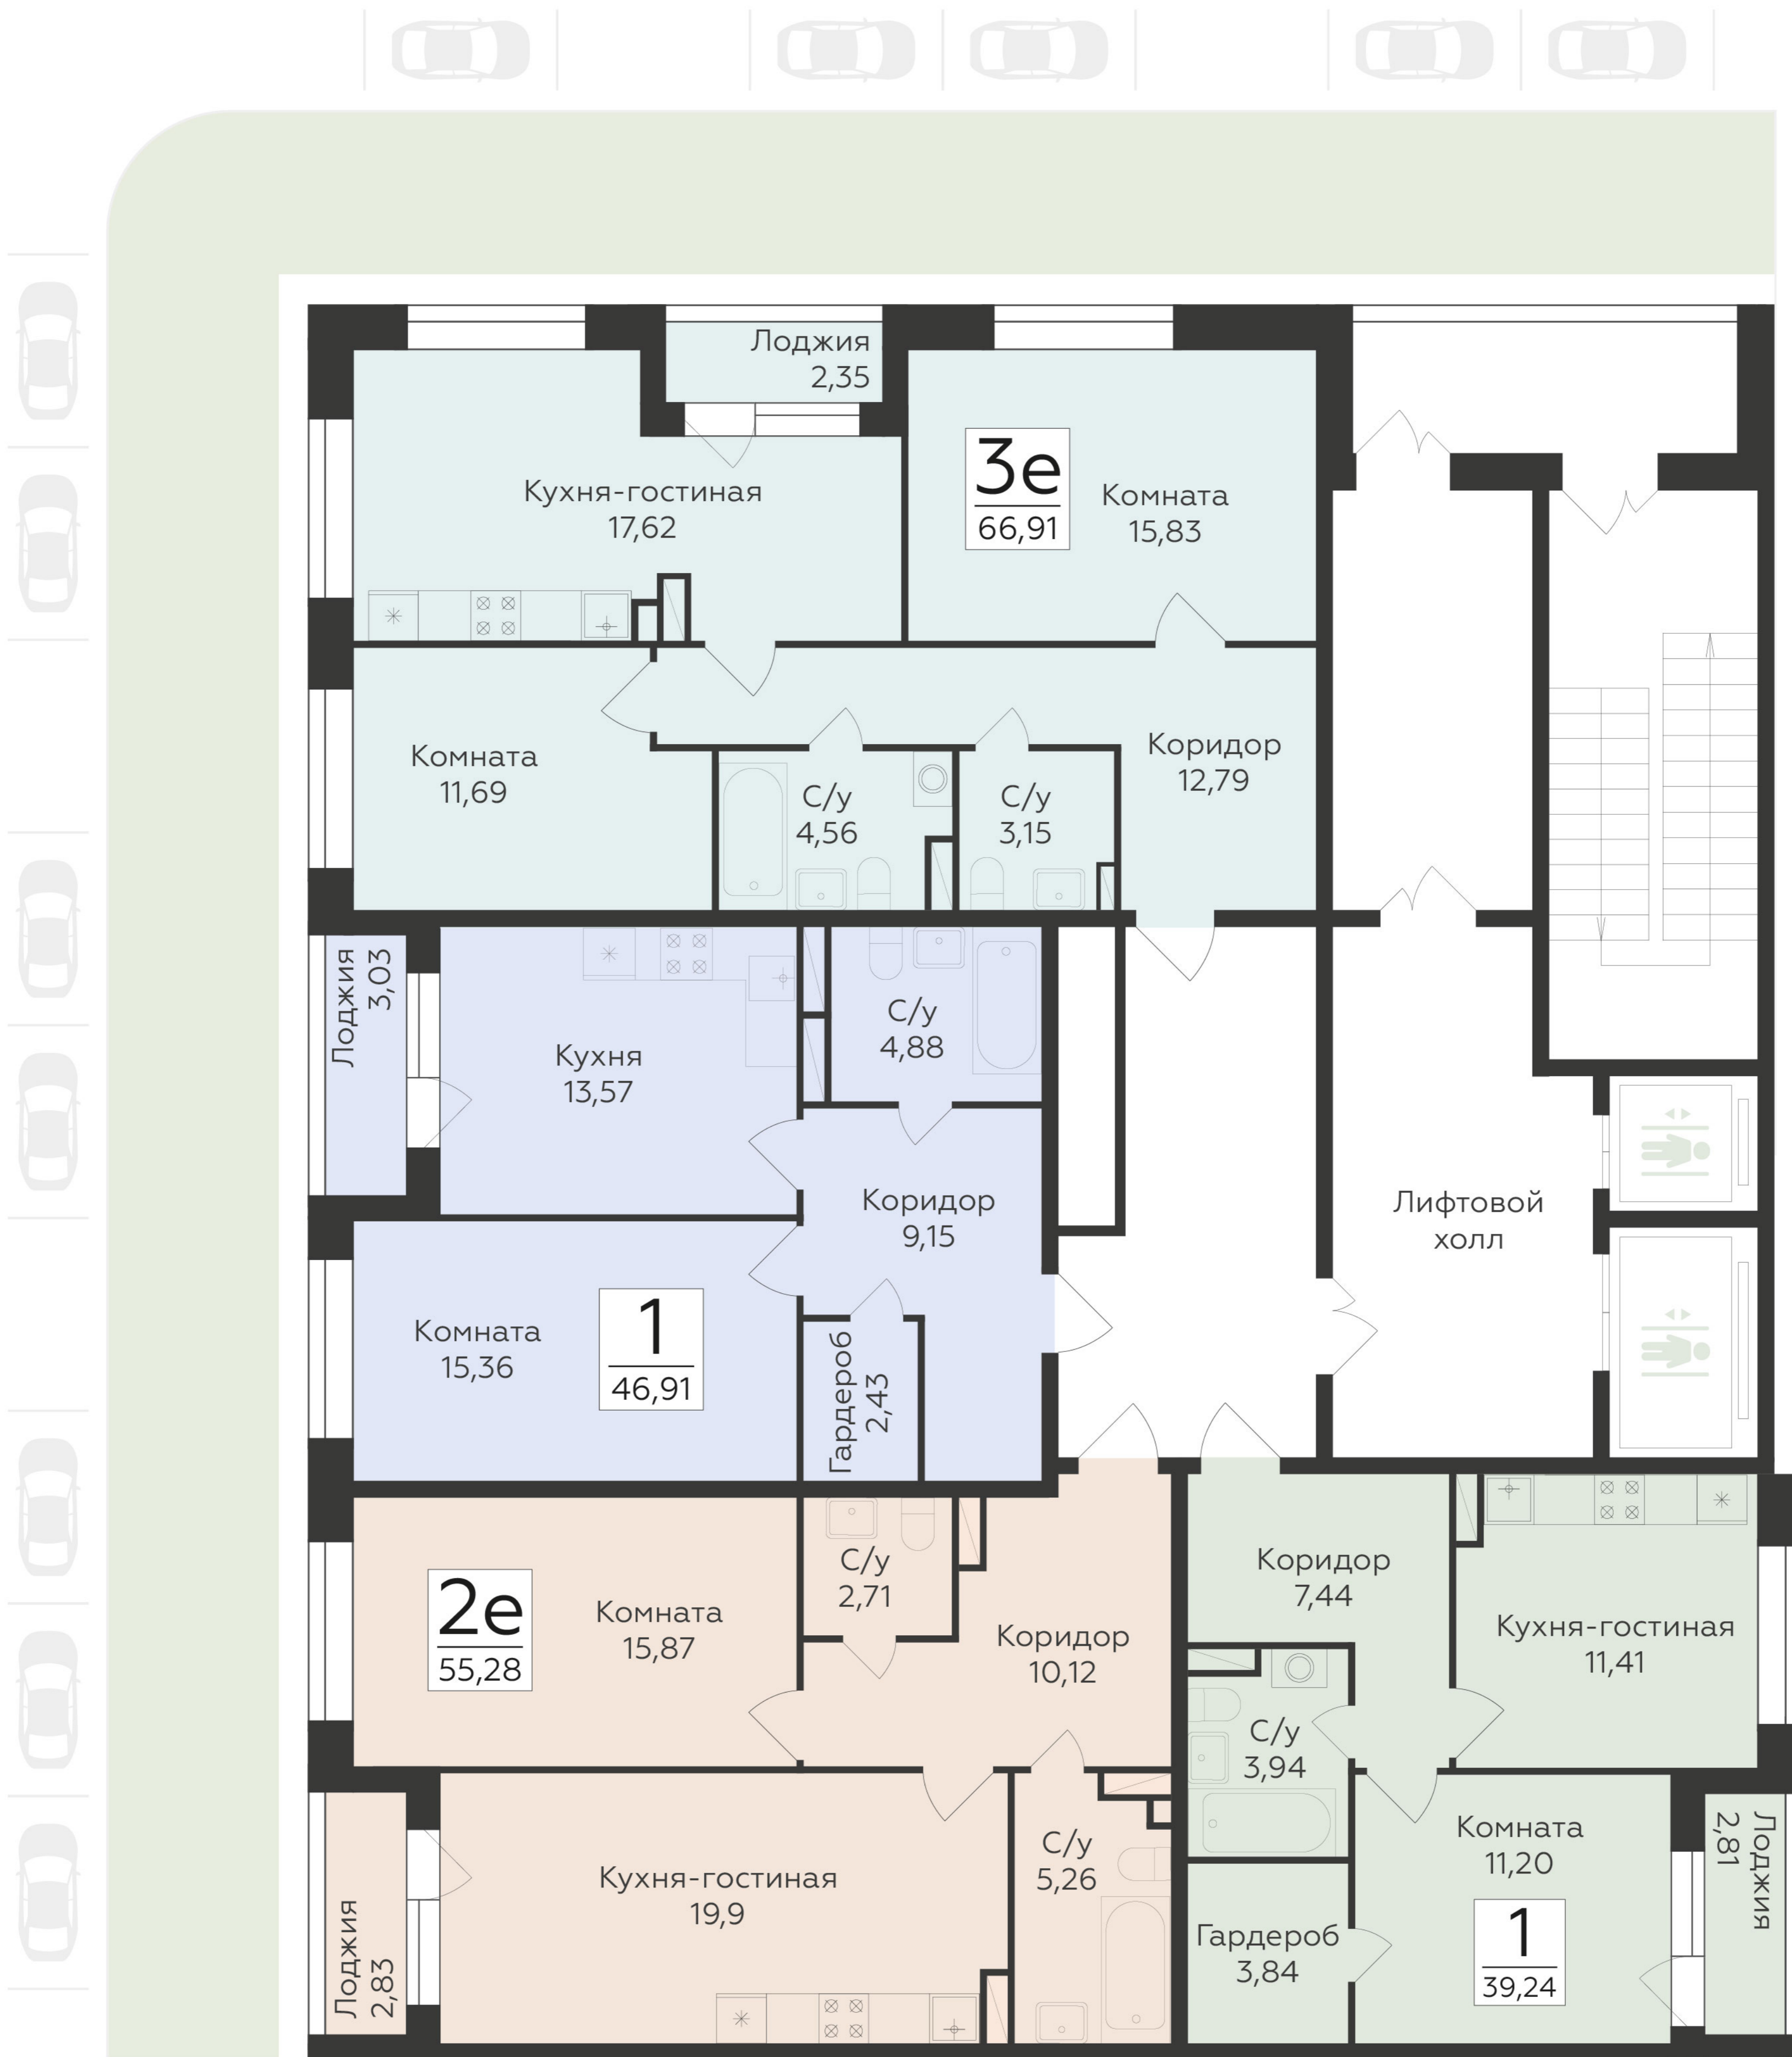 Лоджия
2,35
Кухня-гостиная
17,62
3е
66,91
Комната
15,83
Комната
11,69
С/у
4,56
С/у
3,15
Коридор
12,79
Лоджия
3,03
Кухня
13,57
С/у
4,88
Коридор
9,15
Комната
15,36
1
46,91
Гардероб
2,43
Лифтовой
холл
2е
55,28
Комната
15,87
С/у
2,71
Коридор
10,12
Лоджия
2,83
Кухня-гостиная
19,9
С/у
5,26
Коридор
7,44
Кухня-гостиная
11,41
С/у
3,94
Гардероб
3,84
Комната
11,20
1
39,24
Лоджия
2,81